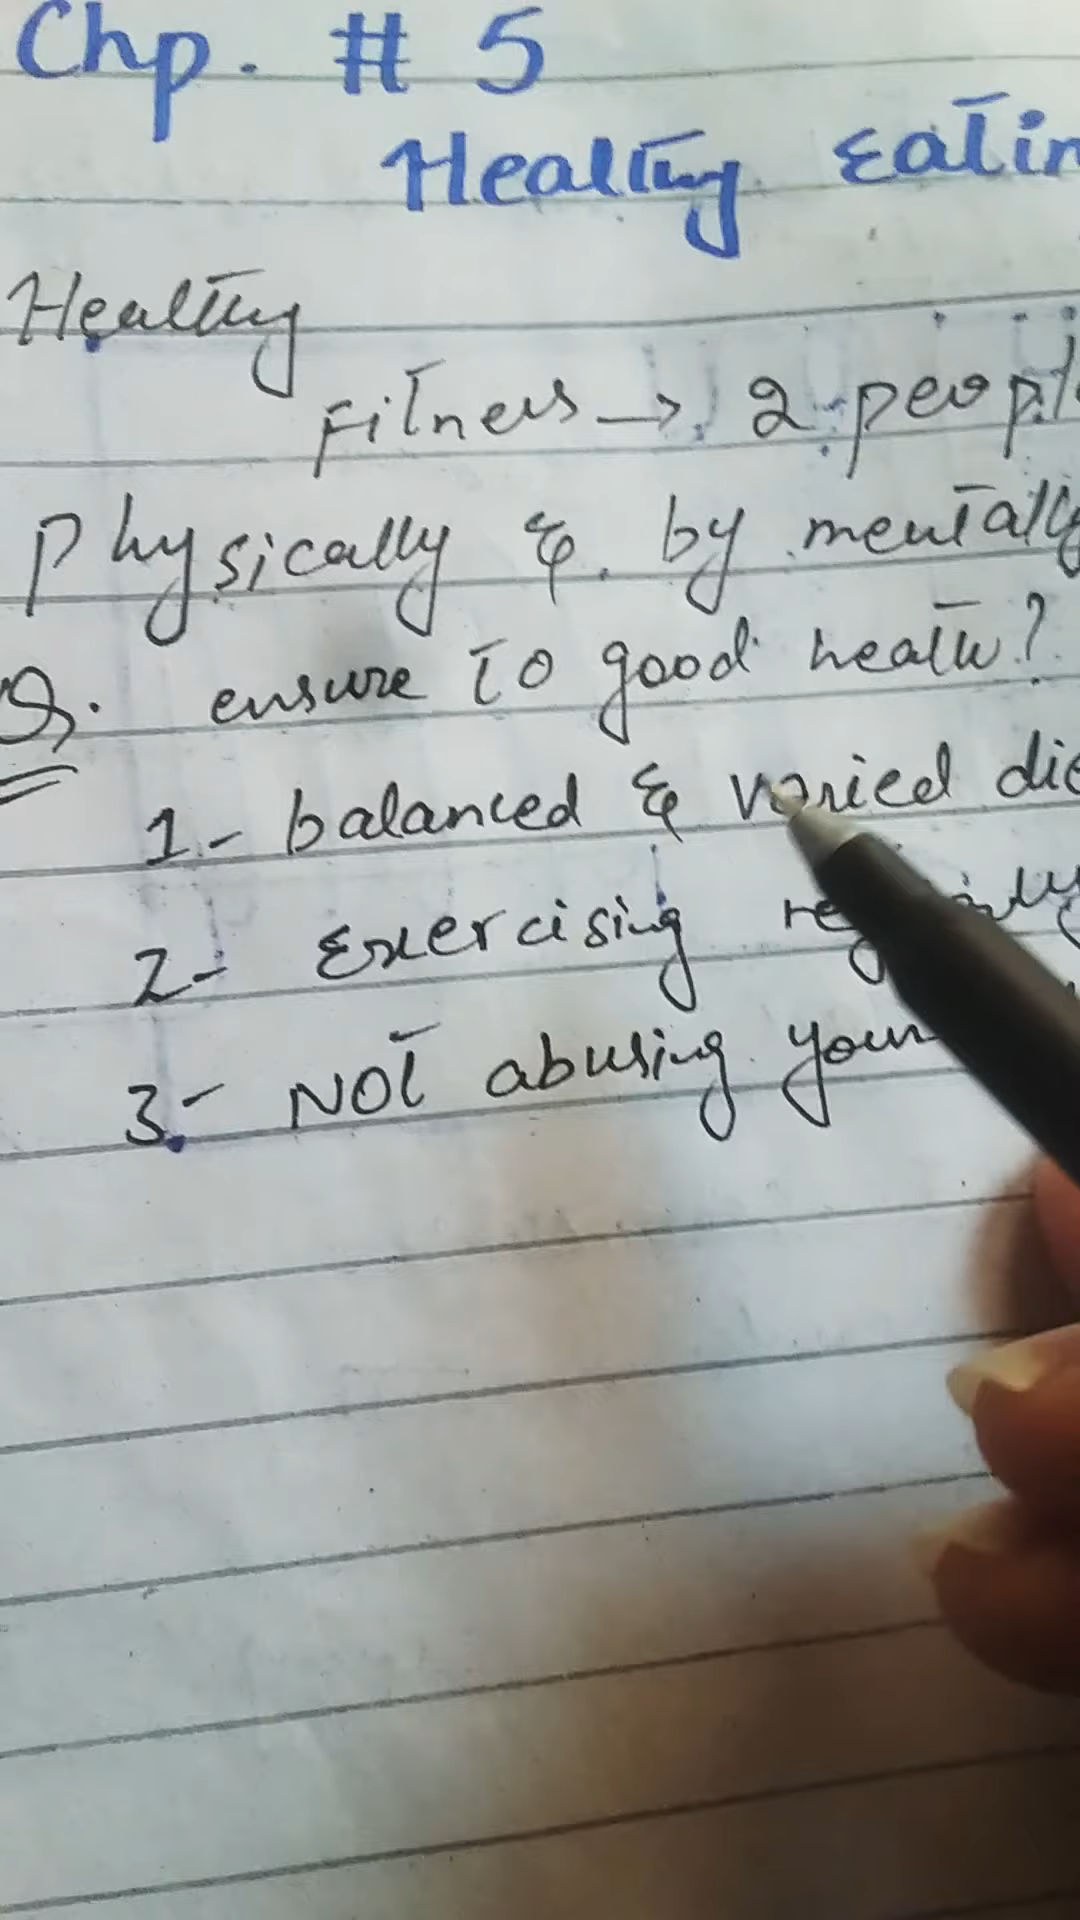 Chp. # 5
Healthy Eatin
Healthy
Fitness → 2 people
Physically & by mentally
Q. ensure to good health?
1- balanced & varied die
2- Exercising
3- Not abusing your